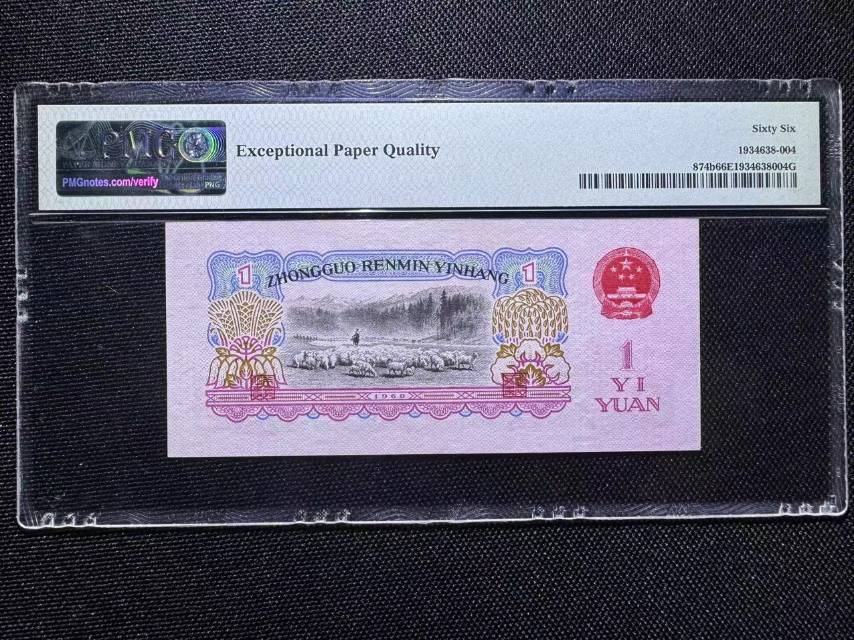 PMG
PMGnotes.com/verify
PNG
Exceptional Paper Quality
Sixty Six
1934638-004
874b66E1934638004G
ZHONGGUO RENMIN YINHANG
1
1
1960
1
YI
YUAN